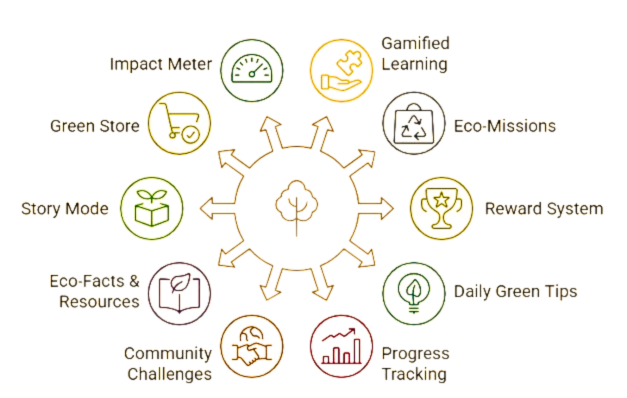 Impact Meter
Gamified
Learning
Green Store
Eco-Missions
Story Mode
Reward System
Eco-Facts &
Resources
Daily Green Tips
Community
Challenges
Progress
Tracking